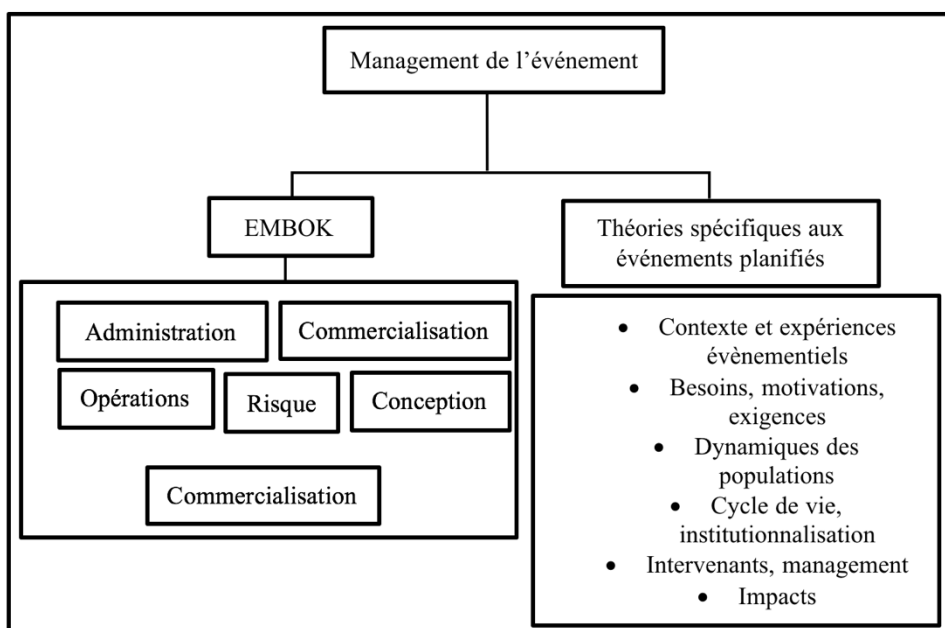 Management de l’événement
EMBOK
Théories spécifiques aux
événements planifiés
Administration
Commercialisation
Opérations
Risque
Conception
Commercialisation
• Contexte et expériences
évènementiels
• Besoins, motivations,
exigences
• Dynamiques des
populations
• Cycle de vie,
institutionnalisation
• Intervenants, management
• Impacts